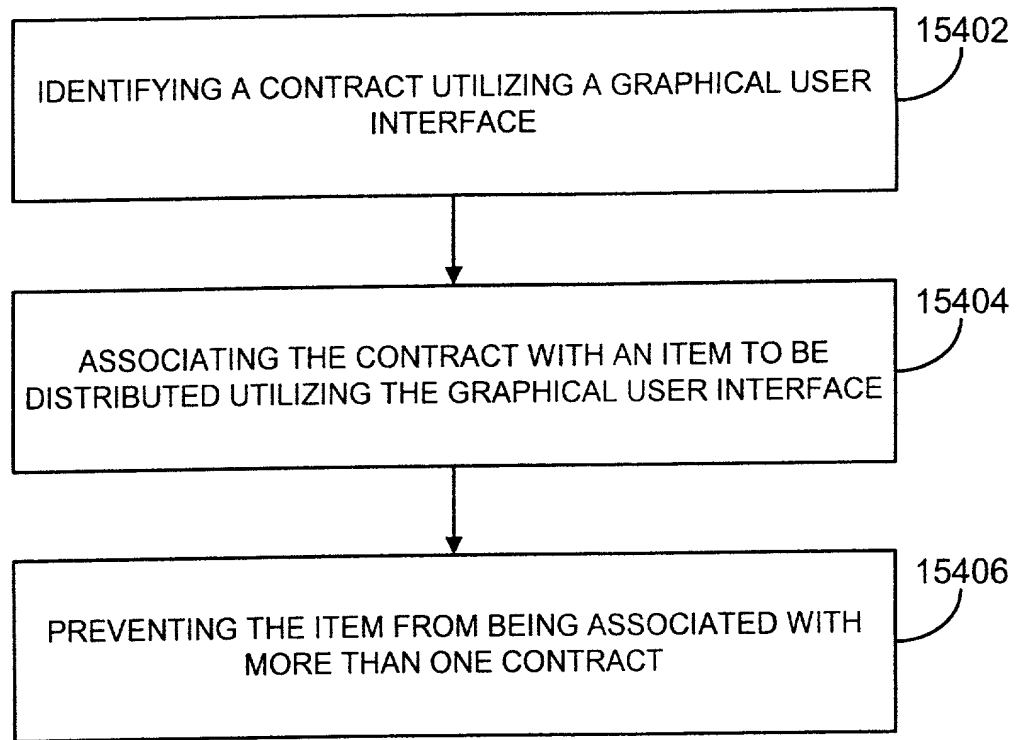 15402
IDENTIFYING A CONTRACT UTILIZING A GRAPHICAL USER
INTERFACE
15404
ASSOCIATING THE CONTRACT WITH AN ITEM TO BE
DISTRIBUTED UTILIZING THE GRAPHICAL USER INTERFACE
15406
PREVENTING THE ITEM FROM BEING ASSOCIATED WITH
MORE THAN ONE CONTRACT